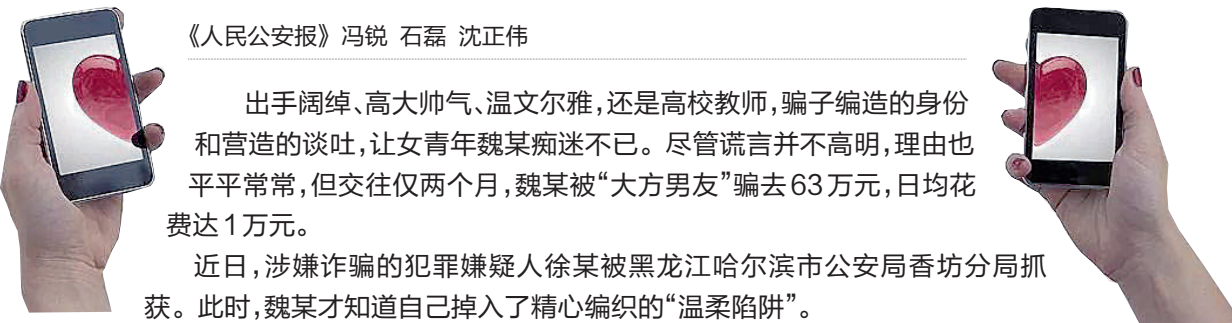 《人民公安报》冯锐 石磊 沈正伟
出手阔绰、高大帅气、温文尔雅，还是高校教师，骗子编造的身份
和营造的谈吐，让女青年魏某痴迷不已。尽管谎言并不高明，理由也
平平常常，但交往仅两个月，魏某被“大方男友”骗去63万元，日均花
费达1万元。
近日，涉嫌诈骗的犯罪嫌疑人徐某被黑龙江哈尔滨市公安局香坊分局抓
获。此时，魏某才知道自己掉入了精心编织的“温柔陷阱”。